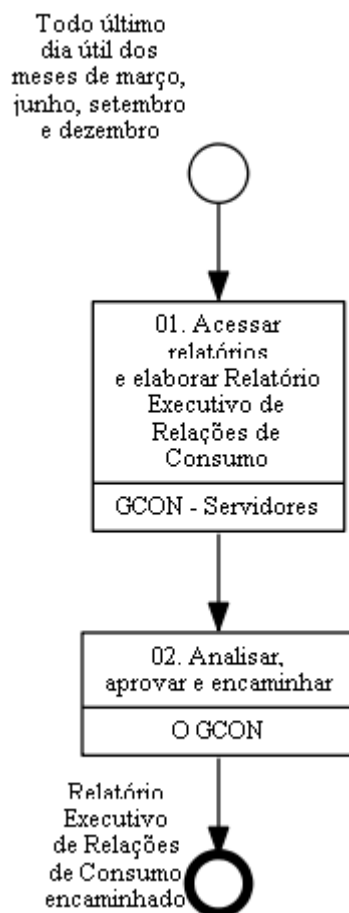 Todo último
dia útil dos
meses de março,
junho, setembro
e dezembro
01. Acessar
relatórios
e elaborar Relatório
Executivo de
Relações de
Consumo
GCON - Servidores
02. Analisar,
aprovar e encaminhar
O GCON
Relatório
Executivo
de Relações
de Consumo
encaminhado